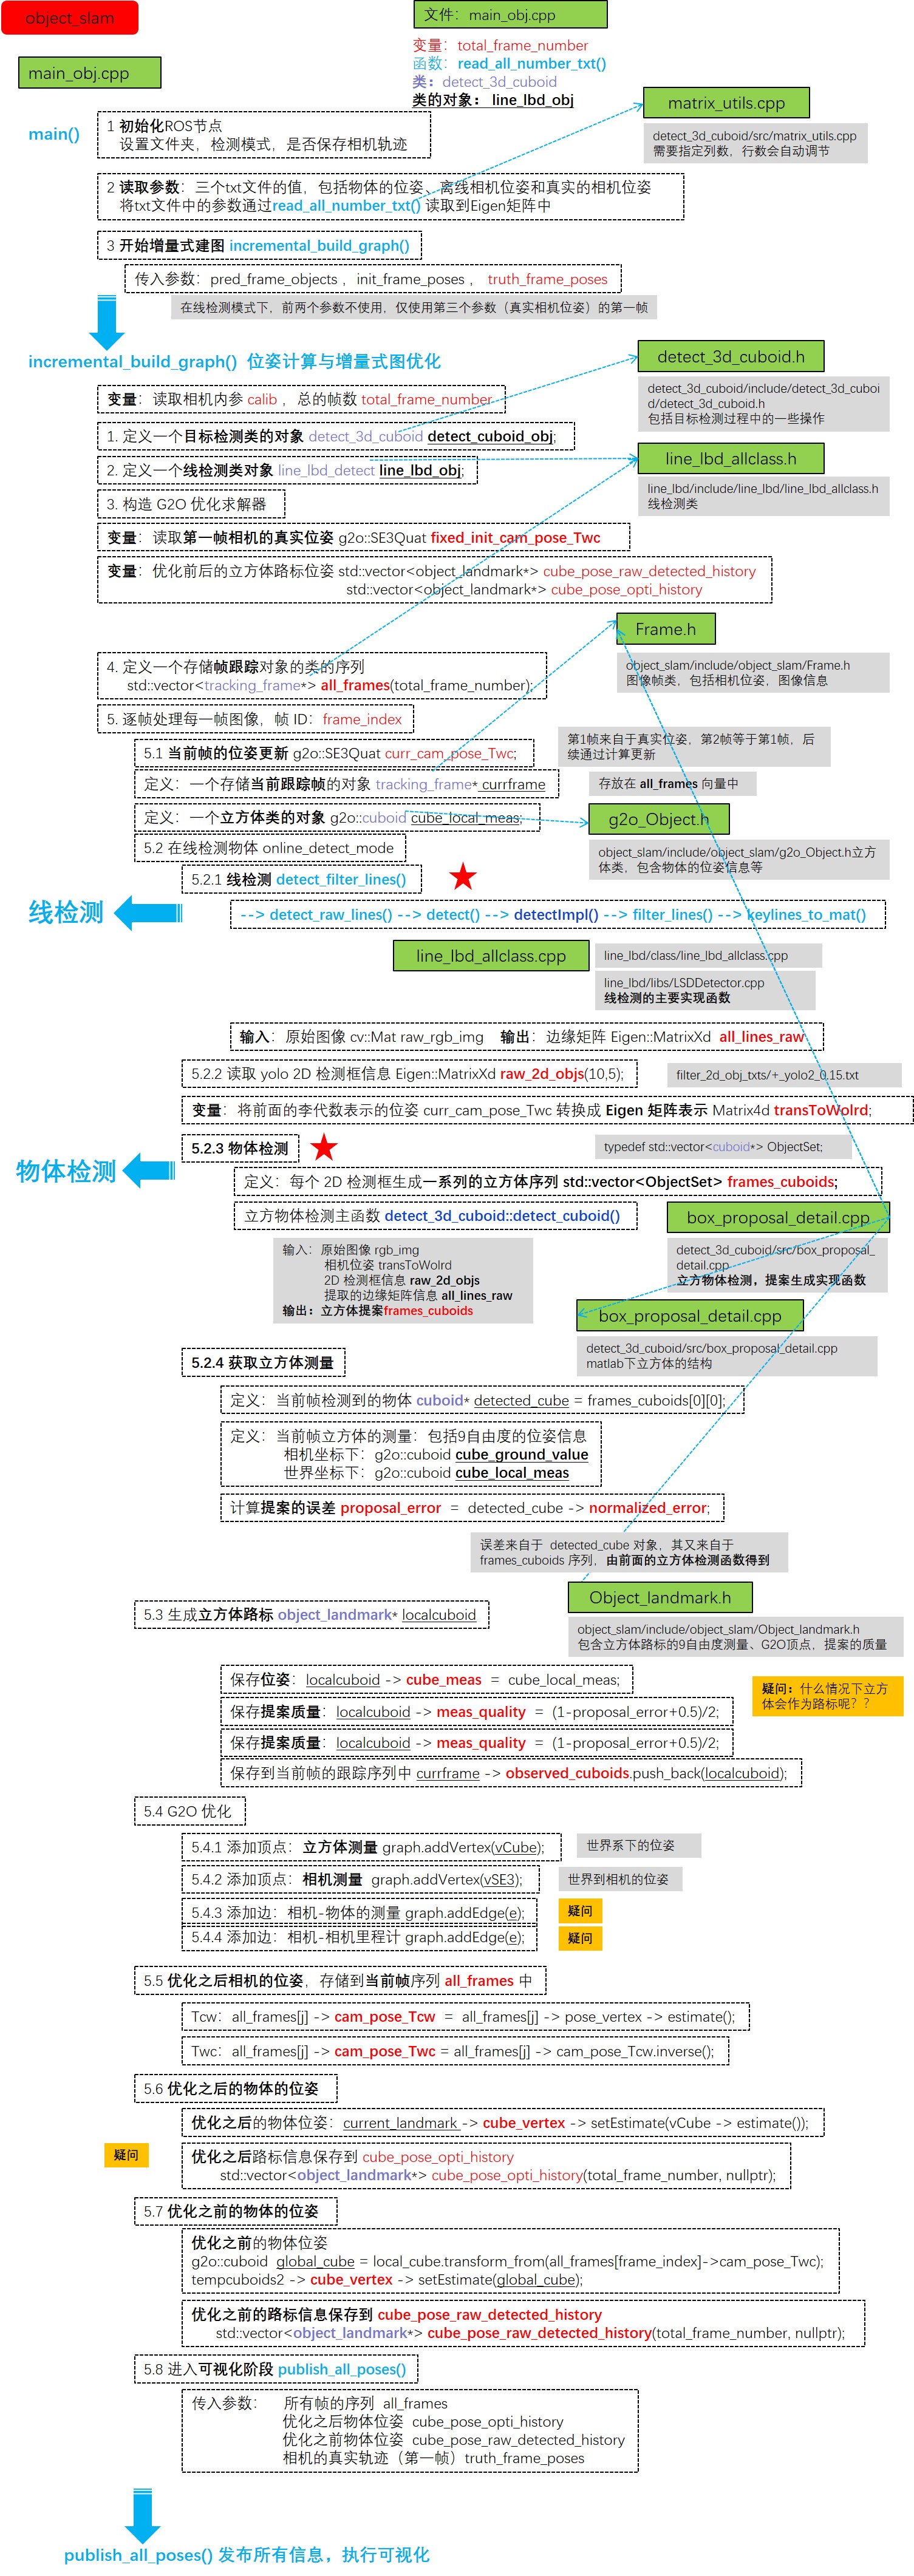 object_slam
文件：main_obj.cpp
变量：total_frame_number
函数：read_all_number_txt()
类：detect_3d_cuboid
类的对象： line_lbd_obj
main_obj.cpp
matrix_utils.cpp
detect_3d_cuboid/src/matrix_utils.cpp
需要指定列数，行数会自动调节
main()
1 初始化ROS节点
设置文件夹，检测模式，是否保存相机轨迹
2 读取参数：三个txt文件的值，包括物体的位姿、离线相机位姿和真实的相机位姿
将txt文件中的参数通过read_all_number_txt() 读取到Eigen矩阵中
3 开始增量式建图 incremental_build_graph()
传入参数：pred_frame_objects ，init_frame_poses ， truth_frame_poses
在线检测模式下，前两个参数不使用，仅使用第三个参数（真实相机位姿）的第一帧
incremental_build_graph() 位姿计算与增量式图优化
detect_3d_cuboid.h
detect_3d_cuboid/include/detect_3d_cuboi
d/detect_3d_cuboid.h
包括目标检测过程中的一些操作
变量：读取相机内参 calib ，总的帧数 total_frame_number
1. 定义一个目标检测类的对象 detect_3d_cuboid detect_cuboid_obj;
2. 定义一个线检测类对象 line_lbd_detect line_lbd_obj;
line_lbd_allclass.h
line_lbd/include/line_lbd/line_lbd_allclass.h
线检测类
3. 构造 G2O 优化求解器
变量：读取第一帧相机的真实位姿 g2o::SE3Quat fixed_init_cam_pose_Twc
变量：优化前后的立方体路标位姿 std::vector<object_landmark*> cube_pose_raw_detected_history
std::vector<object_landmark*> cube_pose_opti_history
Frame.h
object_slam/include/object_slam/Frame.h
图像帧类，包括相机位姿，图像信息
4. 定义一个存储帧跟踪对象的类的序列
std::vector<tracking_frame*> all_frames(total_frame_number);
5. 逐帧处理每一帧图像，帧 ID：frame_index
5.1 当前帧的位姿更新 g2o::SE3Quat curr_cam_pose_Twc;
第1帧来自于真实位姿，第2帧等于第1帧，后
续通过计算更新
定义：一个存储当前跟踪帧的对象 tracking_frame* currframe
存放在 all_frames 向量中
定义：一个立方体类的对象 g2o::cuboid cube_local_meas;
g2o_Object.h
object_slam/include/object_slam/g2o_Object.h立方
体类，包含物体的位姿信息等
5.2 在线检测物体 online_detect_mode
5.2.1 线检测 detect_filter_lines()
线检测
--> detect_raw_lines() --> detect() --> detectImpl() --> filter_lines() --> keylines_to_mat()
line_lbd_allclass.cpp
line_lbd/class/line_lbd_allclass.cpp
line_lbd/libs/LSDDetector.cpp
线检测的主要实现函数
输入：原始图像 cv::Mat raw_rgb_img 输出：边缘矩阵 Eigen::MatrixXd all_lines_raw
5.2.2 读取 yolo 2D 检测框信息 Eigen::MatrixXd raw_2d_objs(10,5);
filter_2d_obj_txts/+_yolo2_0.15.txt
变量：将前面的李代数表示的位姿 curr_cam_pose_Twc 转换成 Eigen 矩阵表示 Matrix4d transToWolrd;
物体检测
5.2.3 物体检测
typedef std::vector<cuboid*> ObjectSet;
定义：每个 2D 检测框生成一系列的立方体序列 std::vector<ObjectSet> frames_cuboids;
立方物体检测主函数 detect_3d_cuboid::detect_cuboid()
box_proposal_detail.cpp
detect_3d_cuboid/src/box_proposal_
detail.cpp
立方物体检测，提案生成实现函数
输入：原始图像 rgb_img
相机位姿 transToWolrd
2D 检测框信息 raw_2d_objs
提取的边缘矩阵信息 all_lines_raw
输出：立方体提案frames_cuboids
box_proposal_detail.cpp
detect_3d_cuboid/src/box_proposal_detail.cpp
matlab下立方体的结构
5.2.4 获取立方体测量
定义：当前帧检测到的物体 cuboid* detected_cube = frames_cuboids[0][0];
定义：当前帧立方体的测量：包括9自由度的位姿信息
相机坐标下：g2o::cuboid cube_ground_value
世界坐标下：g2o::cuboid cube_local_meas
计算提案的误差 proposal_error = detected_cube -> normalized_error;
误差来自于 detected_cube 对象，其又来自于
frames_cuboids 序列，由前面的立方体检测函数得到
Object_landmark.h
object_slam/include/object_slam/Object_landmark.h
包含立方体路标的9自由度测量、G2O顶点，提案的质量
5.3 生成立方体路标 object_landmark* localcuboid
保存位姿：localcuboid -> cube_meas = cube_local_meas;
疑问：什么情况下立方
体会作为路标呢？？
保存提案质量：localcuboid -> meas_quality = (1-proposal_error+0.5)/2;
保存提案质量：localcuboid -> meas_quality = (1-proposal_error+0.5)/2;
保存到当前帧的跟踪序列中 currframe -> observed_cuboids.push_back(localcuboid);
5.4 G2O 优化
5.4.1 添加顶点：立方体测量 graph.addVertex(vCube);
世界系下的位姿
5.4.2 添加顶点：相机测量 graph.addVertex(vSE3);
世界到相机的位姿
5.4.3 添加边：相机-物体的测量 graph.addEdge(e);
疑问
5.4.4 添加边：相机-相机里程计 graph.addEdge(e);
疑问
5.5 优化之后相机的位姿，存储到当前帧序列 all_frames 中
Tcw：all_frames[j] -> cam_pose_Tcw = all_frames[j] -> pose_vertex -> estimate();
Twc：all_frames[j] -> cam_pose_Twc = all_frames[j] -> cam_pose_Tcw.inverse();
5.6 优化之后的物体的位姿
优化之后的物体位姿：current_landmark -> cube_vertex -> setEstimate(vCube -> estimate());
疑问
优化之后路标信息保存到 cube_pose_opti_history
std::vector<object_landmark*> cube_pose_opti_history(total_frame_number, nullptr);
5.7 优化之前的物体的位姿
优化之前的物体位姿
g2o::cuboid global_cube = local_cube.transform_from(all_frames[frame_index]->cam_pose_Twc);
tempcuboids2 -> cube_vertex -> setEstimate(global_cube);
优化之前的路标信息保存到 cube_pose_raw_detected_history
std::vector<object_landmark*> cube_pose_raw_detected_history(total_frame_number, nullptr);
5.8 进入可视化阶段 publish_all_poses()
传入参数： 所有帧的序列 all_frames
优化之后物体位姿 cube_pose_opti_history
优化之前物体位姿 cube_pose_raw_detected_history
相机的真实轨迹（第一帧）truth_frame_poses
publish_all_poses() 发布所有信息，执行可视化